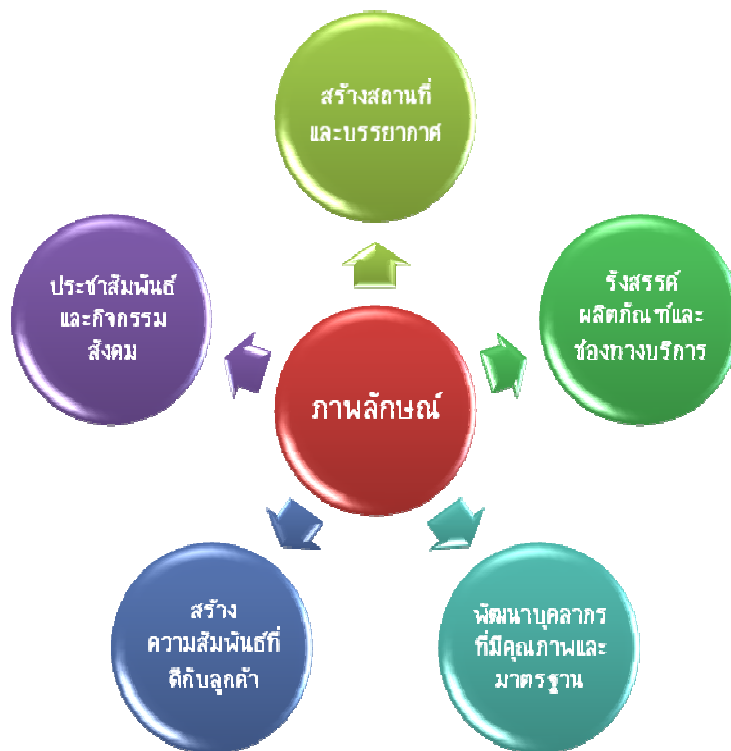 สร้างสถานที่
และบรรยากาศ
รังสรรค์
ผลิตภัณฑ์และ
ช่องทางบริการ
พัฒนาบุคลากร
ที่มีคุณภาพและ
มาตรฐาน
สร้าง
ความสัมพันธ์ที่
ดีกับลูกค้า
ประชาสัมพันธ์
และกิจกรรม
สังคม
ภาพลักษณ์